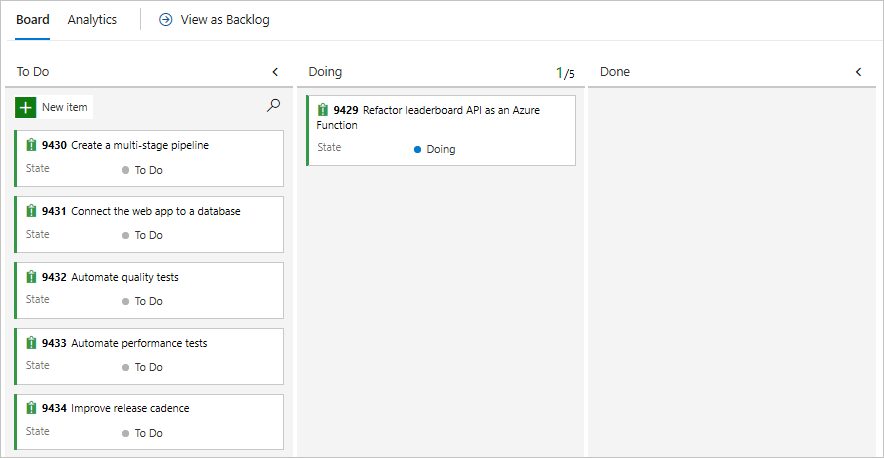 Board Analytics View as Backlog
To Do
New item
9430 Create a multi-stage pipeline
State To Do
9431 Connect the web app to a database
State To Do
9432 Automate quality tests
State To Do
9433 Automate performance tests
State To Do
9434 Improve release cadence
State To Do
Doing 1/5
9429 Refactor leaderboard API as an Azure
Function
State Doing
Done